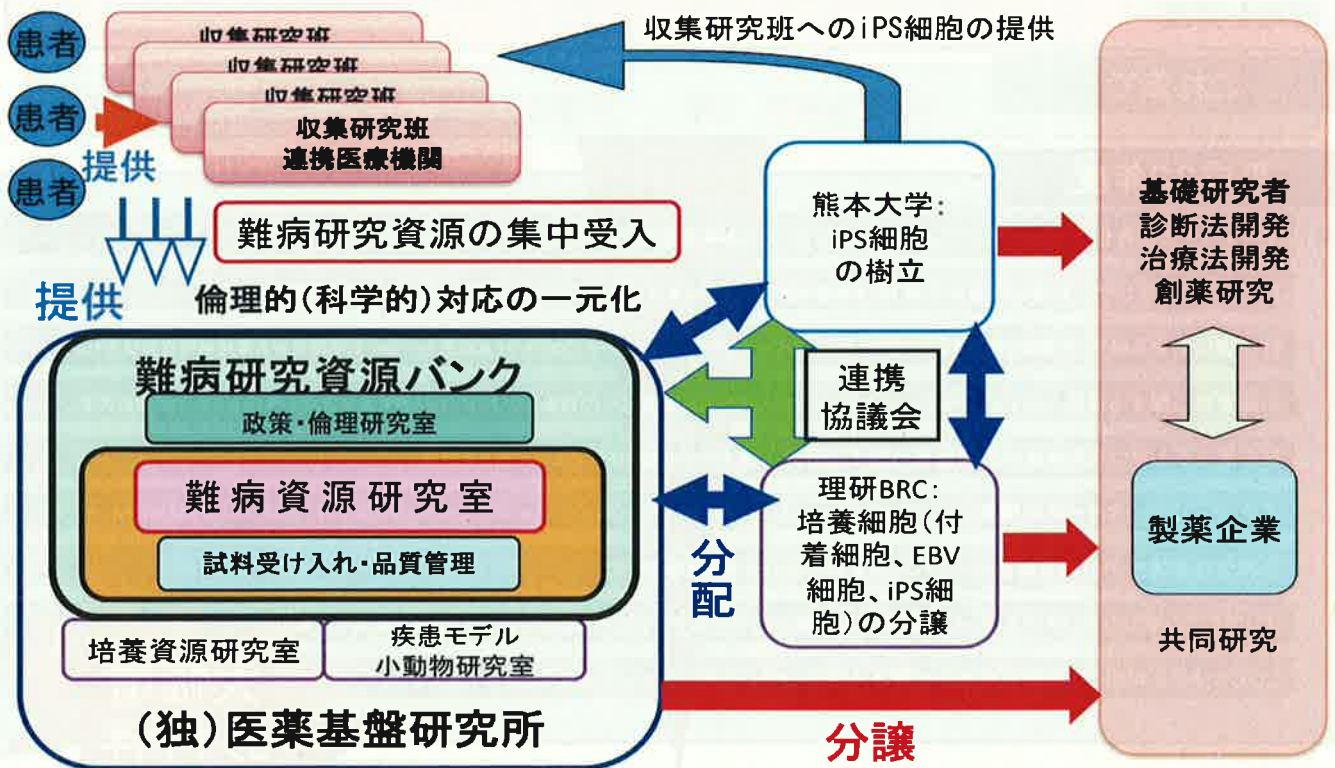 患者
患者
患者
収集研究班
収集研究班
収集研究班
収集研究班
連携医療機関
提供
収集研究班へのiPS細胞の提供
難病研究資源の集中受入
提供
倫理的(科学的)対応の一元化
難病研究資源バンク
政策・倫理研究室
難病資源研究室
試料受け入れ・品質管理
培養資源研究室
疾患モデル
小動物研究室
(独)医薬基盤研究所
熊本大学:
iPS細胞
の樹立
連携
協議会
理研BRC:
培養細胞(付
着細胞、EBV
細胞、iPS細
胞)の分譲
分
配
分譲
基礎研究者
診断法開発
治療法開発
創薬研究
製薬企業
共同研究